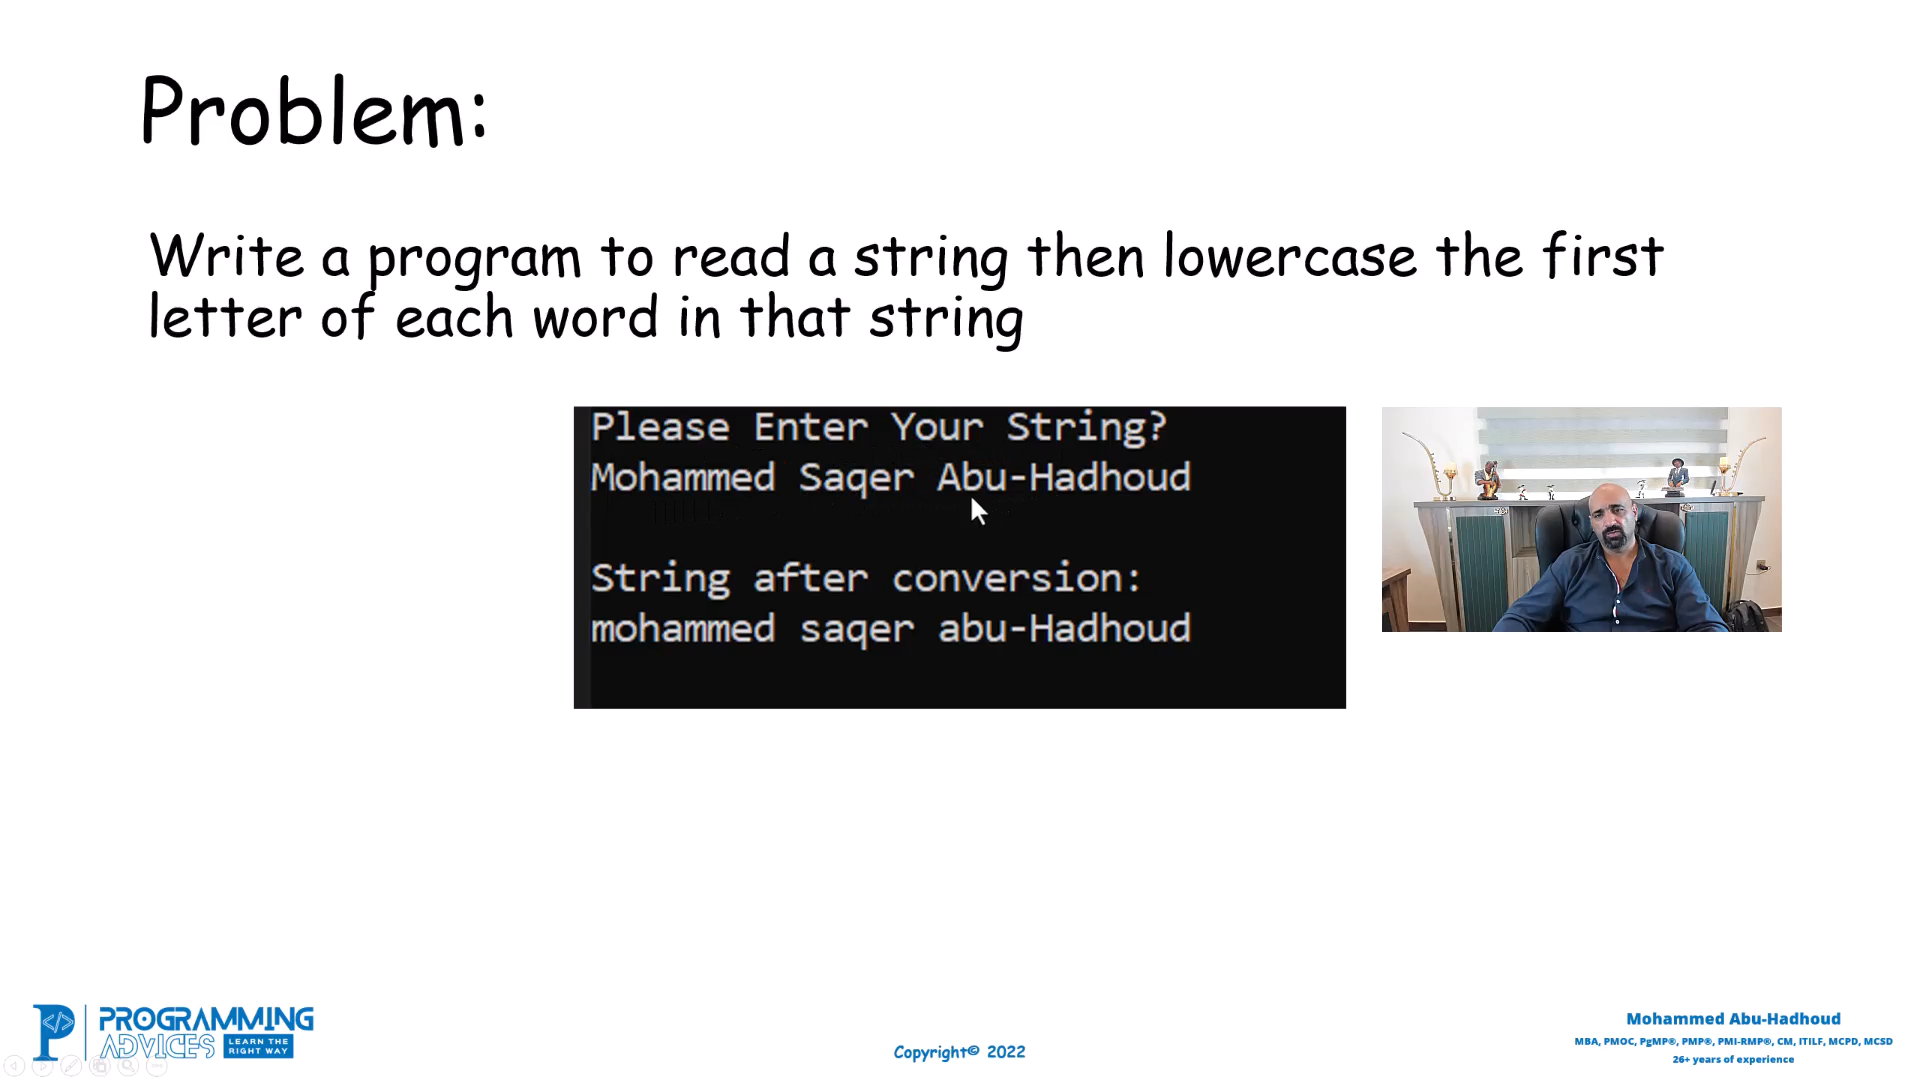 Problem:
Write a program to read a string then lowercase the first
letter of each word in that string
Please Enter Your String?
Mohammed Saqer Abu-Hadhoud
String after conversion:
mohammed saqer abu-Hadhoud
PROGRAMMING
ADVICES
LEARN THE
RIGHT WAY
Copyright© 2022
Mohammed Abu-Hadhoud
MBA, PMOC, PgMP®, PMP®, PMI-RMP®, CM, ITILF, MCPD, MCSD
26+ years of experience